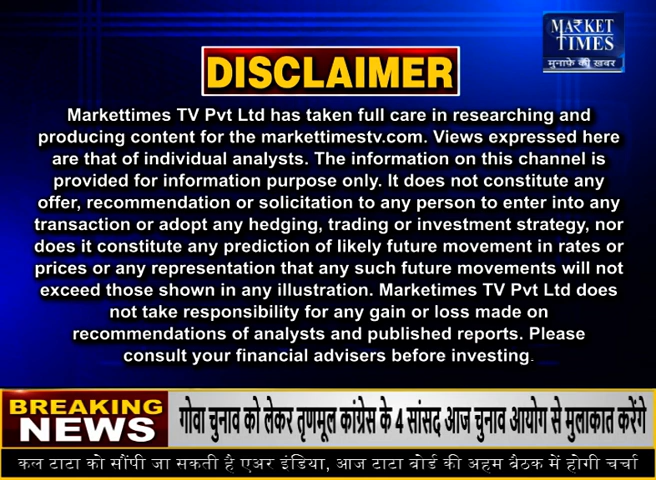 MARKET
TIMES
मुनाफे की ख़बर
DISCLAIMER
Markettimes TV Pvt Ltd has taken full care in researching and
producing content for the markettimestv.com. Views expressed here
are that of individual analysts. The information on this channel is
provided for information purpose only. It does not constitute any
offer, recommendation or solicitation to any person to enter into any
transaction or adopt any hedging, trading or investment strategy, nor
does it constitute any prediction of likely future movement in rates or
prices or any representation that any such future movements will not
exceed those shown in any illustration. Marketimes TV Pvt Ltd does
not take responsibility for any gain or loss made on
recommendations of analysts and published reports. Please
consult your financial advisers before investing.
BREAKING
NEWS
गोवा चुनाव को लेकर तृणमूल कांग्रेस के 4 सांसद आज चुनाव आयोग से मुलाकात करेंगे
कल टाटा को सौंपी जा सकती है एअर इंडिया, आज टाटा बोर्ड की अहम बैठक में होगी चर्चा